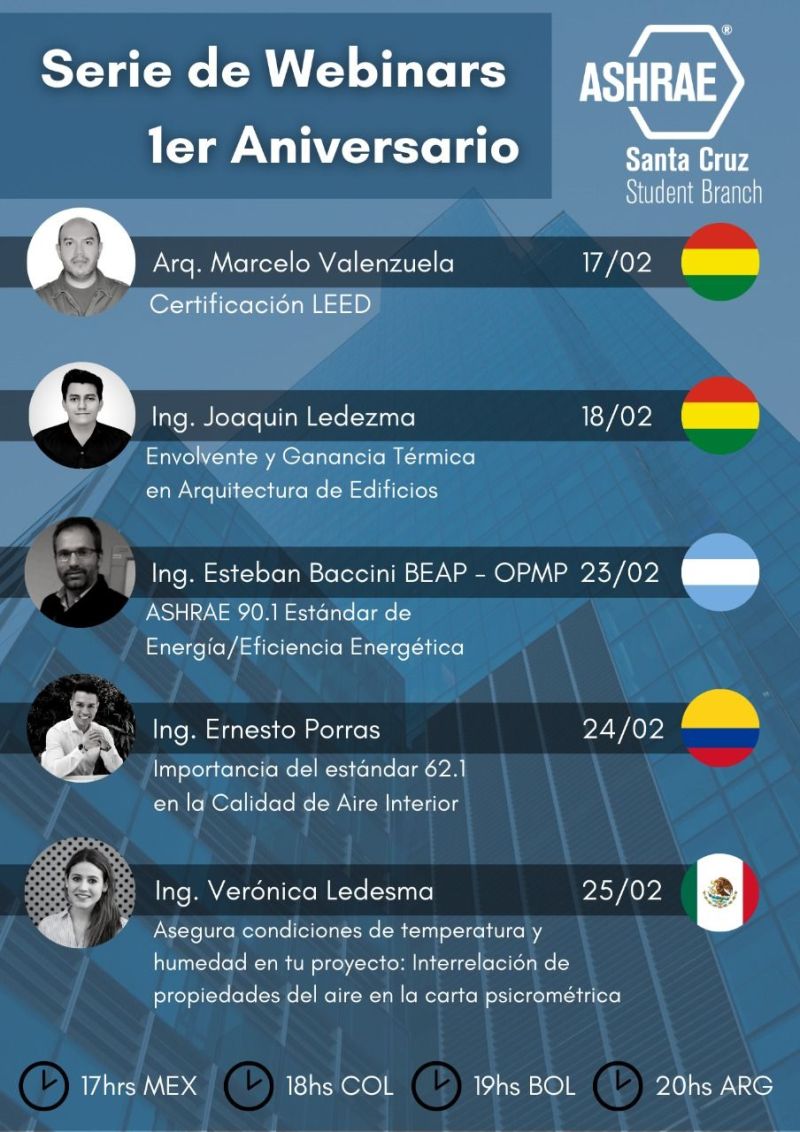 Serie de Webinars
1er Aniversario
ASHRAE®
Santa Cruz
Student Branch
Arq. Marcelo Valenzuela 17/02
Certificación LEED
Ing. Joaquin Ledezma 18/02
Envolvente y Ganancia Térmica
en Arquitectura de Edificios
Ing. Esteban Baccini BEAP - OPMP 23/02
ASHRAE 90.1 Estándar de
Energía/Eficiencia Energética
Ing. Ernesto Porras 24/02
Importancia del estándar 62.1
en la Calidad de Aire Interior
Ing. Verónica Ledesma 25/02
Asegura condiciones de temperatura y
humedad en tu proyecto: Interrelación de
propiedades del aire en la carta psicrométrica
17hrs MEX 18hs COL 19hs BOL 20hs ARG